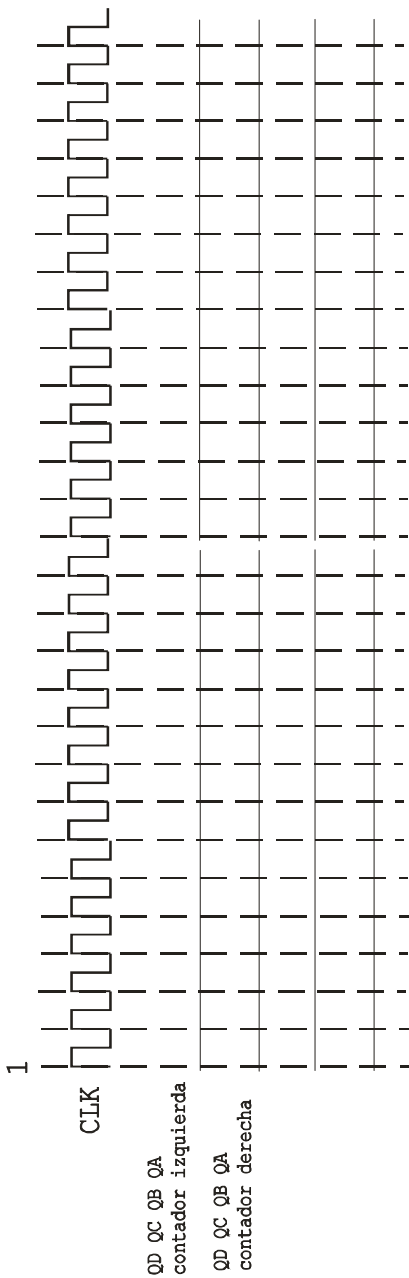 1
CLK
QD QC QB QA
contador izquierda
QD QC QB QA
contador derecha